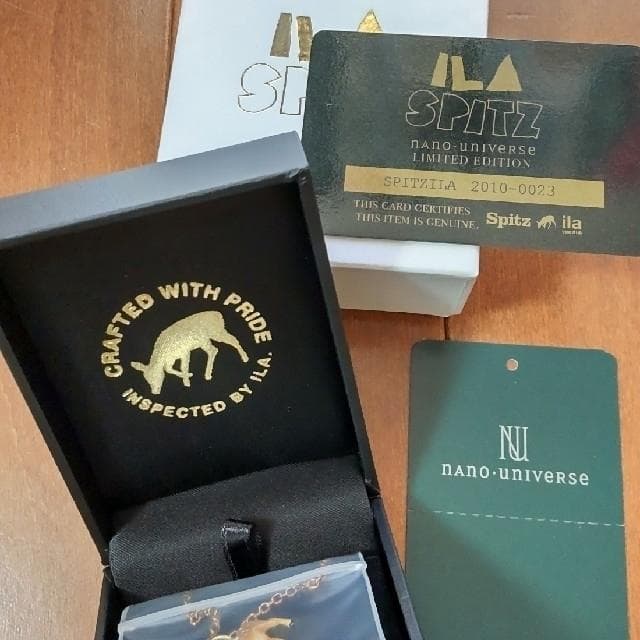 ILA
SPITZ
ILA
SPITZ
nano·universe
LIMITED EDITION
SPITZILA 2010-0023
THIS CARD CERTIFIES
THIS ITEM IS GENUINE.
Spitz ila
CRAFTED WITH PRIDE
INSPECTED BY ILA.
NU
nano·universe